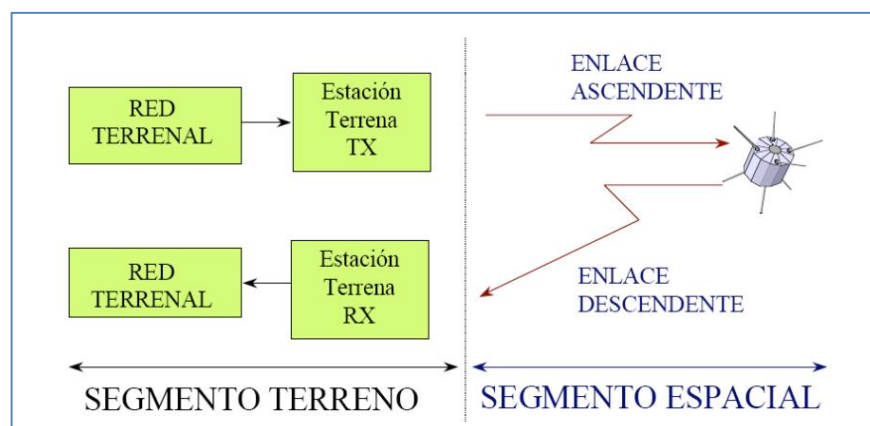 RED
TERRENAL
Estación
Terrena
TX
ENLACE
ASCENDENTE
RED
TERRENAL
Estación
Terrena
RX
ENLACE
DESCENDENTE
SEGMENTO TERRENO
SEGMENTO ESPACIAL